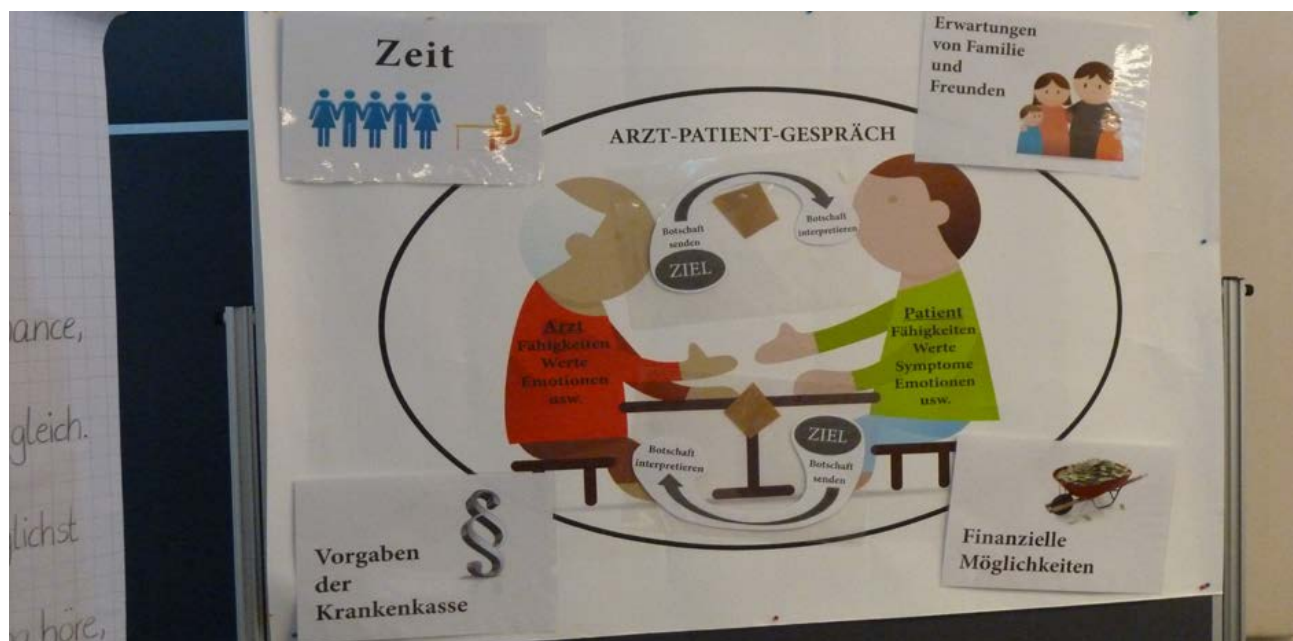 Zeit
Erwartungen
von Familie
und
Freunden
ARZT-PATIENT-GESPRÄCH
Botschaft
senden
ZIEL
Botschaft
interpretieren
Arzt
Fähigkeiten
Werte
Emotionen
usw.
Patient
Fähigkeiten
Werte
Symptome
Emotionen
usw.
Botschaft
interpretieren
ZIEL
Botschaft
senden
Vorgaben
der
Krankenkasse
§
Finanzielle
Möglichkeiten
ance,
gleich.
glichst
höre,